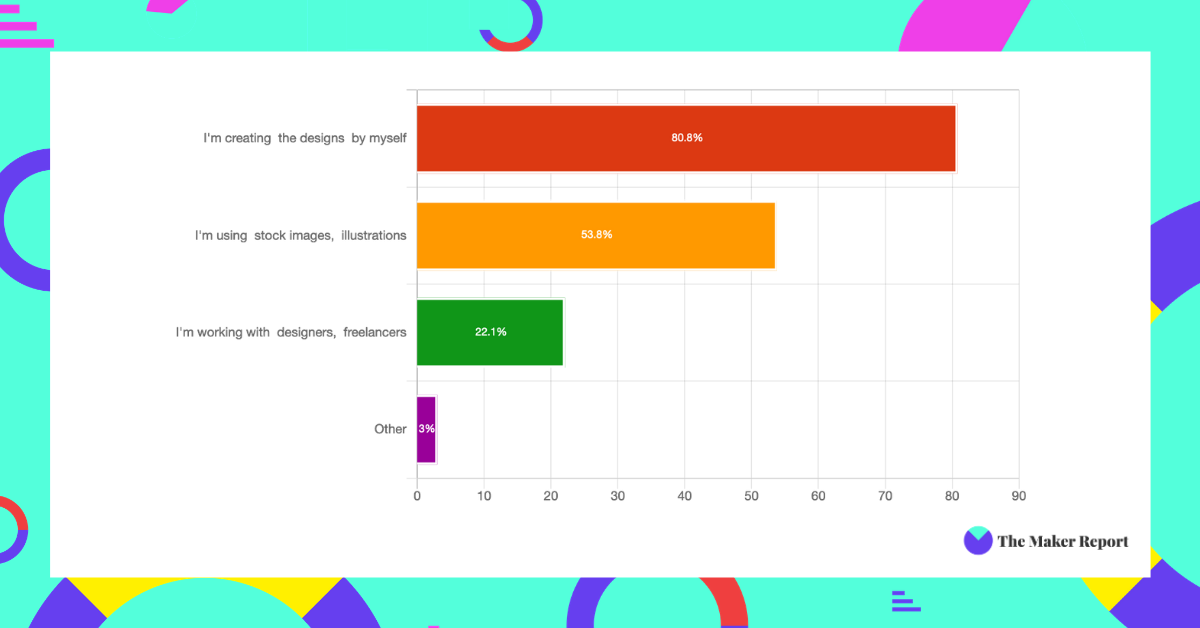 I'm creating the designs by myself
80.8%
I'm using stock images, illustrations
53.8%
I'm working with designers, freelancers
22.1%
Other
3%
0 10 20 30 40 50 60 70 80 90
The Maker Report